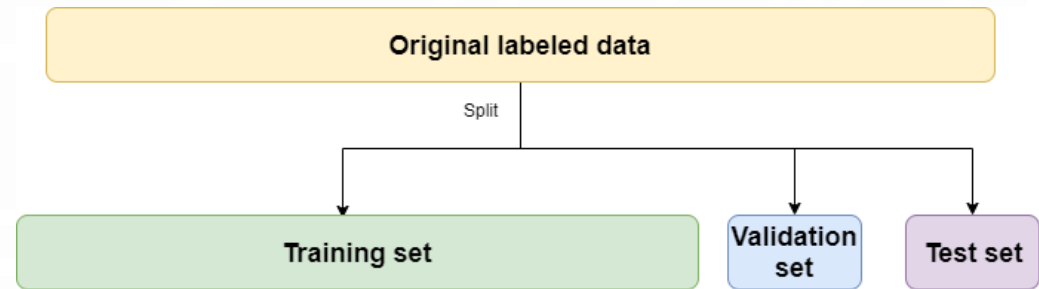 Original labeled data
Split
Training set
Validation
set
Test set